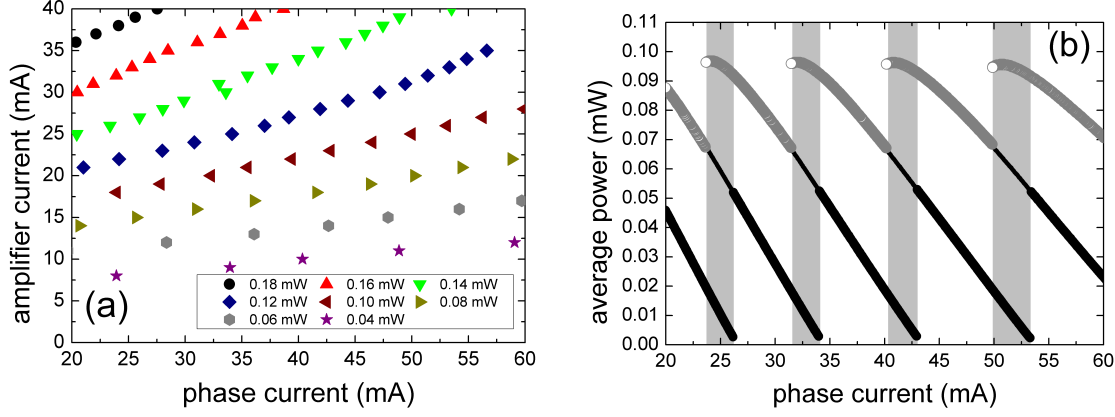 40
35
30
25
20
15
10
5
0
amplifier current (mA)
(a)
0.18 mW 0.16 mW 0.14 mW
0.12 mW 0.10 mW 0.08 mW
0.06 mW 0.04 mW
20 25 30 35 40 45 50 55 60
phase current (mA)
0.11
0.10
0.09
0.08
0.07
0.06
0.05
0.04
0.03
0.02
0.01
0.00
average power (mW)
(b)
20 25 30 35 40 45 50 55 60
phase current (mA)